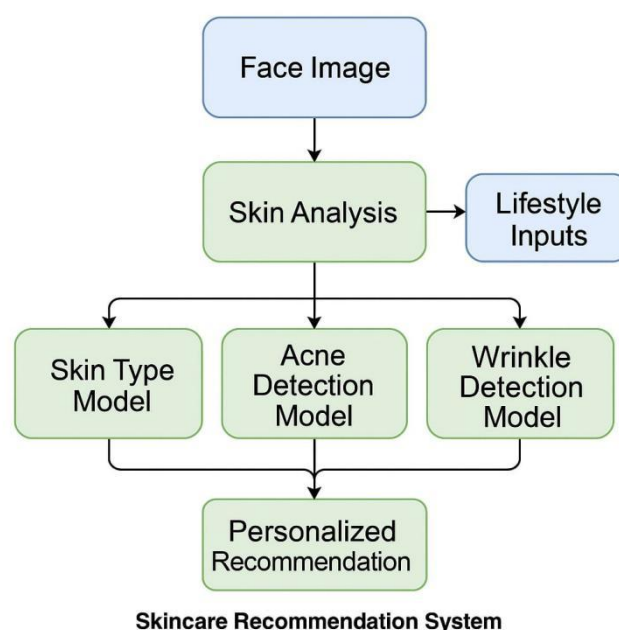 Face Image
Skin Analysis
Lifestyle
Inputs
Skin Type
Model
Acne
Detection
Model
Wrinkle
Detection
Model
Personalized
Recommendation
Skincare Recommendation System